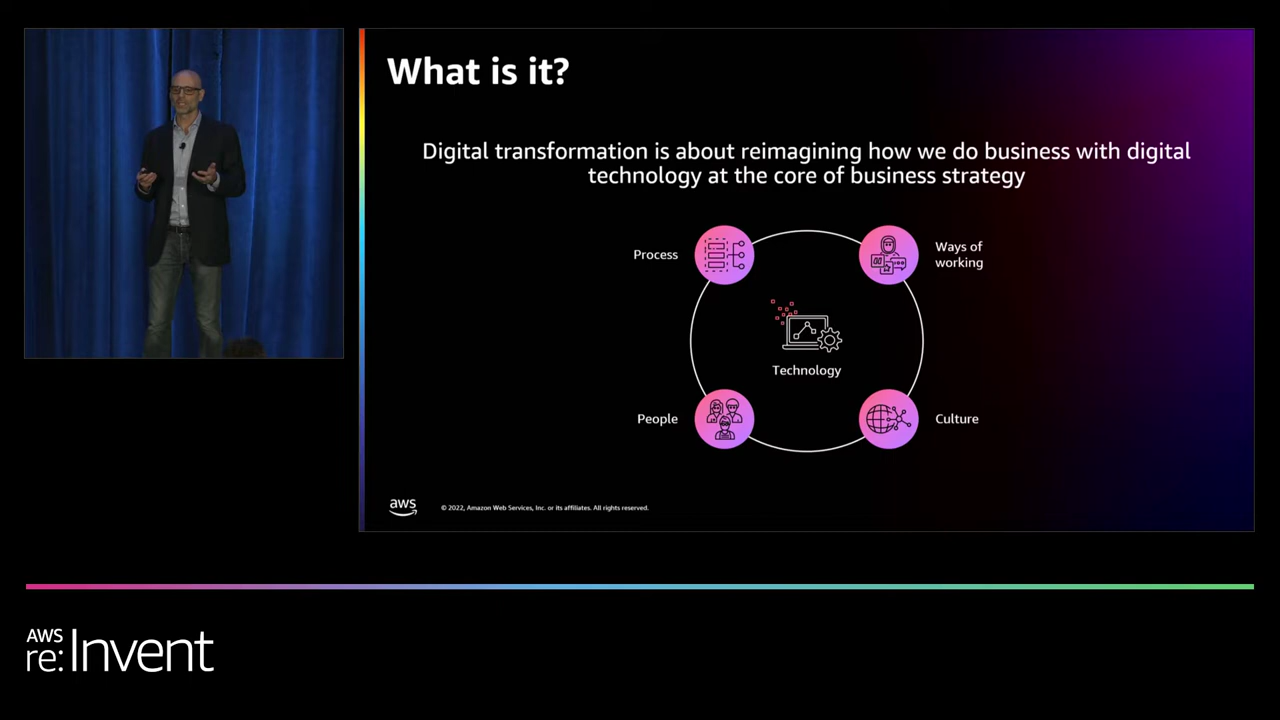 What is it?
Digital transformation is about reimagining how we do business with digital
technology at the core of business strategy
Process
Ways of
working
Technology
People
Culture
aws
© 2022, Amazon Web Services, Inc. or its affiliates. All rights reserved.
AWS
re:Invent